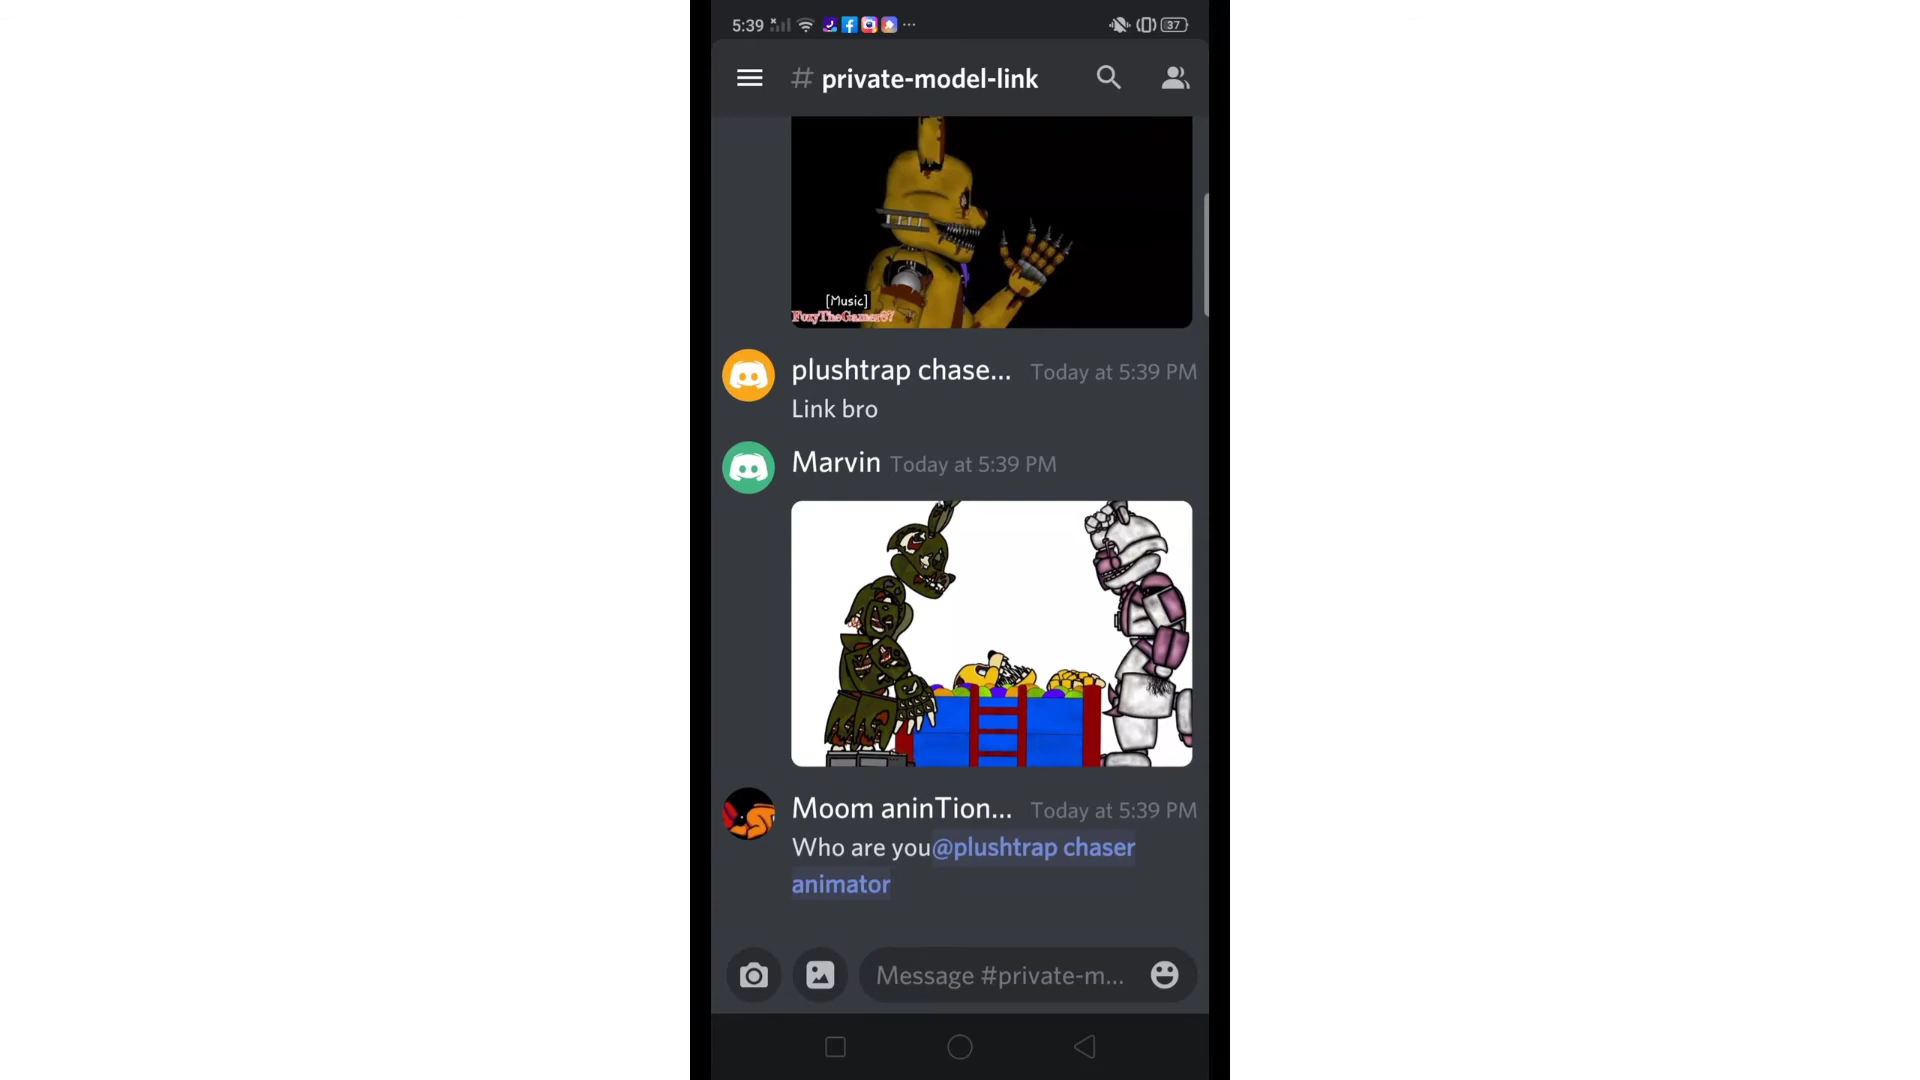 5:39 ... 37
# private-model-link
[Music]
FoxyTheGamer67
plushtrap chase... Today at 5:39 PM
Link bro
Marvin Today at 5:39 PM
Moom aninTion... Today at 5:39 PM
Who are you@plushtrap chaser
animator
Message #private-m...